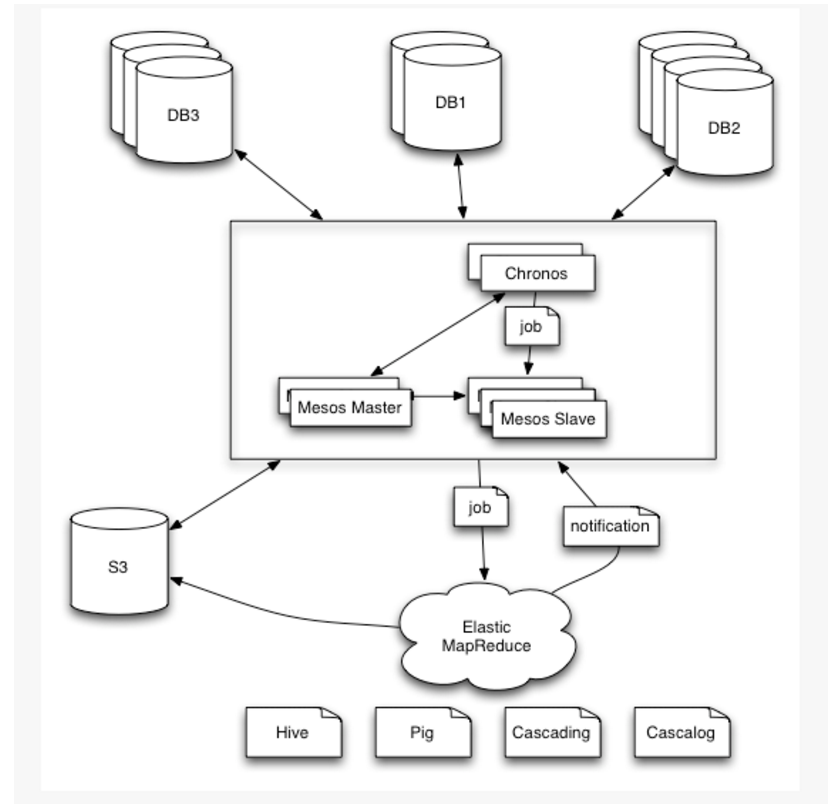 DB3
DB1
DB2
Chronos
job
Mesos Master
Mesos Slave
job
notification
S3
Elastic
MapReduce
Hive
Pig
Cascading
Cascalog